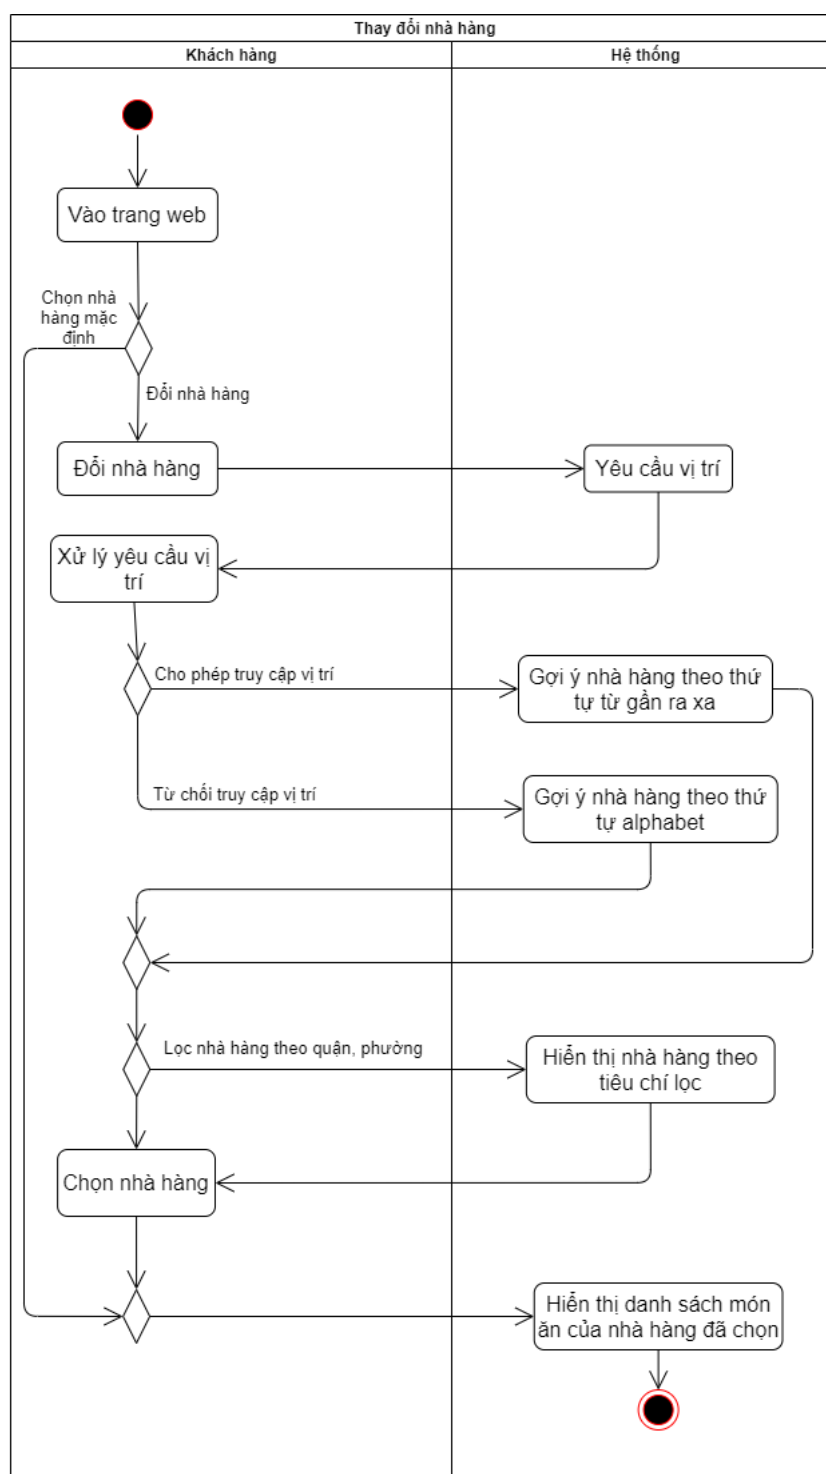 Thay đổi nhà hàng
Khách hàng
Hệ thống
Vào trang web
Chọn nhà
hàng mặc
định
Đổi nhà hàng
Đổi nhà hàng
Yêu cầu vị trí
Xử lý yêu cầu vị
trí
Cho phép truy cập vị trí
Gợi ý nhà hàng theo thứ
tự từ gần ra xa
Từ chối truy cập vị trí
Gợi ý nhà hàng theo thứ
tự alphabet
Lọc nhà hàng theo quận, phường
Hiển thị nhà hàng theo
tiêu chí lọc
Chọn nhà hàng
Hiển thị danh sách món
ăn của nhà hàng đã chọn